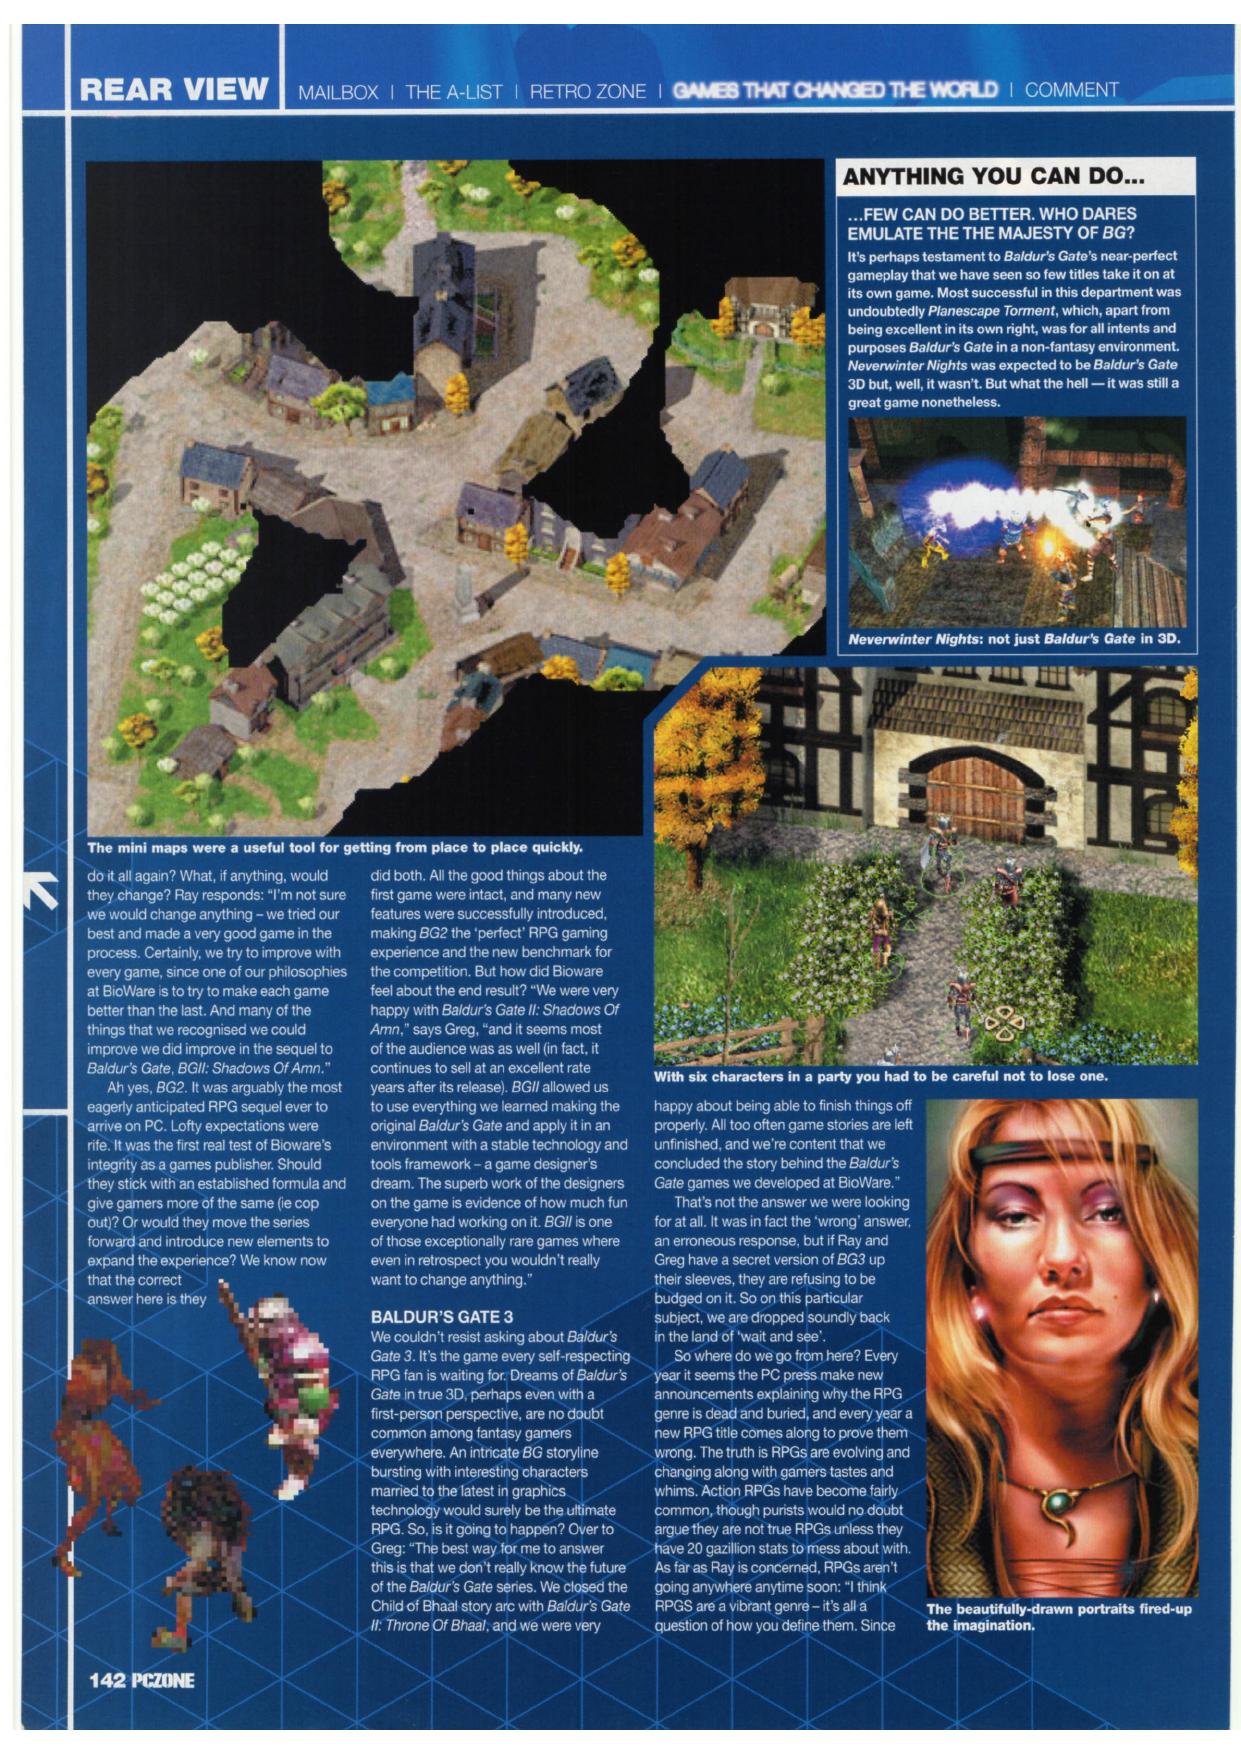 REAR VIEW
MAILBOX | THE A-LIST | RETRO ZONE | GAMES THAT CHANGED THE WORLD | COMMENT
ANYTHING YOU CAN DO...
...FEW CAN DO BETTER. WHO DARES
EMULATE THE THE MAJESTY OF BG?
It's perhaps testament to Baldur's Gate's near-perfect
gameplay that we have seen so few titles take it on at
its own game. Most successful in this department was
undoubtedly Planescape Torment, which, apart from
being excellent in its own right, was for all intents and
purposes Baldur's Gate in a non-fantasy environment.
Neverwinter Nights was expected to be Baldur's Gate
3D but, well, it wasn't. But what the hell — it was still a
great game nonetheless.
Neverwinter Nights: not just Baldur's Gate in 3D.
The mini maps were a useful tool for getting from place to place quickly.
do it all again? What, if anything, would
they change? Ray responds: "I'm not sure
we would change anything – we tried our
best and made a very good game in the
process. Certainly, we try to improve with
every game, since one of our philosophies
at BioWare is to try to make each game
better than the last. And many of the
things that we recognised we could
improve we did improve in the sequel to
Baldur's Gate, BGII: Shadows Of Amn."
Ah yes, BG2. It was arguably the most
eagerly anticipated RPG sequel ever to
arrive on PC. Lofty expectations were
rife. It was the first real test of Bioware's
integrity as a games publisher. Should
they stick with an established formula and
give gamers more of the same (ie cop
out)? Or would they move the series
forward and introduce new elements to
expand the experience? We know now
that the correct
answer here is they
did both. All the good things about the
first game were intact, and many new
features were successfully introduced,
making BG2 the 'perfect' RPG gaming
experience and the new benchmark for
the competition. But how did Bioware
feel about the end result? "We were very
happy with Baldur's Gate II: Shadows Of
Amn," says Greg, "and it seems most
of the audience was as well (in fact, it
continues to sell at an excellent rate
years after its release). BGII allowed us
to use everything we learned making the
original Baldur's Gate and apply it in an
environment with a stable technology and
tools framework – a game designer's
dream. The superb work of the designers
on the game is evidence of how much fun
everyone had working on it. BGII is one
of those exceptionally rare games where
even in retrospect you wouldn't really
want to change anything."
BALDUR'S GATE 3
We couldn't resist asking about Baldur's
Gate 3. It's the game every self-respecting
RPG fan is waiting for. Dreams of Baldur's
Gate in true 3D, perhaps even with a
first-person perspective, are no doubt
common among fantasy gamers
everywhere. An intricate BG storyline
bursting with interesting characters
married to the latest in graphics
technology would surely be the ultimate
RPG. So, is it going to happen? Over to
Greg: "The best way for me to answer
this is that we don't really know the future
of the Baldur's Gate series. We closed the
Child of Bhaal story arc with Baldur's Gate
II: Throne Of Bhaal, and we were very
With six characters in a party you had to be careful not to lose one.
happy about being able to finish things off
properly. All too often game stories are left
unfinished, and we're content that we
concluded the story behind the Baldur's
Gate games we developed at BioWare."
That's not the answer we were looking
for at all. It was in fact the 'wrong' answer,
an erroneous response, but if Ray and
Greg have a secret version of BG3 up
their sleeves, they are refusing to be
budged on it. So on this particular
subject, we are dropped soundly back
in the land of 'wait and see'.
So where do we go from here? Every
year it seems the PC press make new
announcements explaining why the RPG
genre is dead and buried, and every year a
new RPG title comes along to prove them
wrong. The truth is RPGs are evolving and
changing along with gamers tastes and
whims. Action RPGs have become fairly
common, though purists would no doubt
argue they are not true RPGs unless they
have 20 gazillion stats to mess about with.
As far as Ray is concerned, RPGs aren't
going anywhere anytime soon: "I think
RPGS are a vibrant genre – it's all a
question of how you define them. Since
The beautifully-drawn portraits fired-up
the imagination.
142 PCZONE